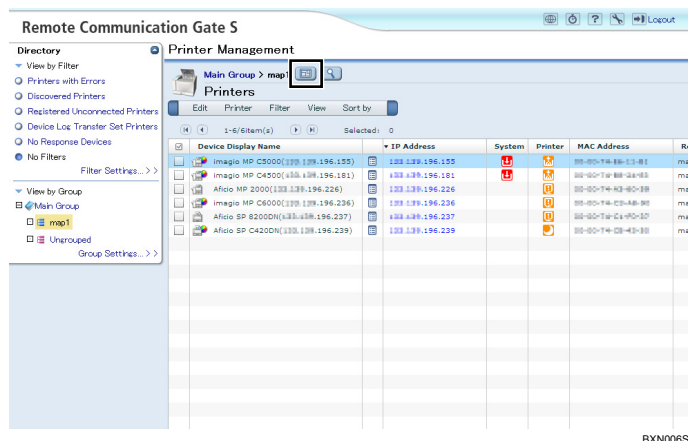 Remote Communication Gate S
Logout
Directory
Printer Management
View by Filter
Printers with Errors
Discovered Printers
Registered Unconnected Printers
Device Log Transfer Set Printers
No Response Devices
No Filters
Filter Settings...>>
View by Group
Main Group
map1
Ungrouped
Group Settings...>>
Main Group > map1
Printers
Edit Printer Filter View Sort by
1-6/6item(s) Selected: 0
Device Display Name IP Address System Printer MAC Address
imagio MP C5000( .196.155) .196.155
imagio MP C4500( .196.181) .196.181
Aficio MP 2000( .196.226) .196.226
imagio MP C6000( .196.236) .196.236
Aficio SP 8200DN( .196.237) .196.237
Aficio SP C420DN( .196.239) .196.239
BXN006S